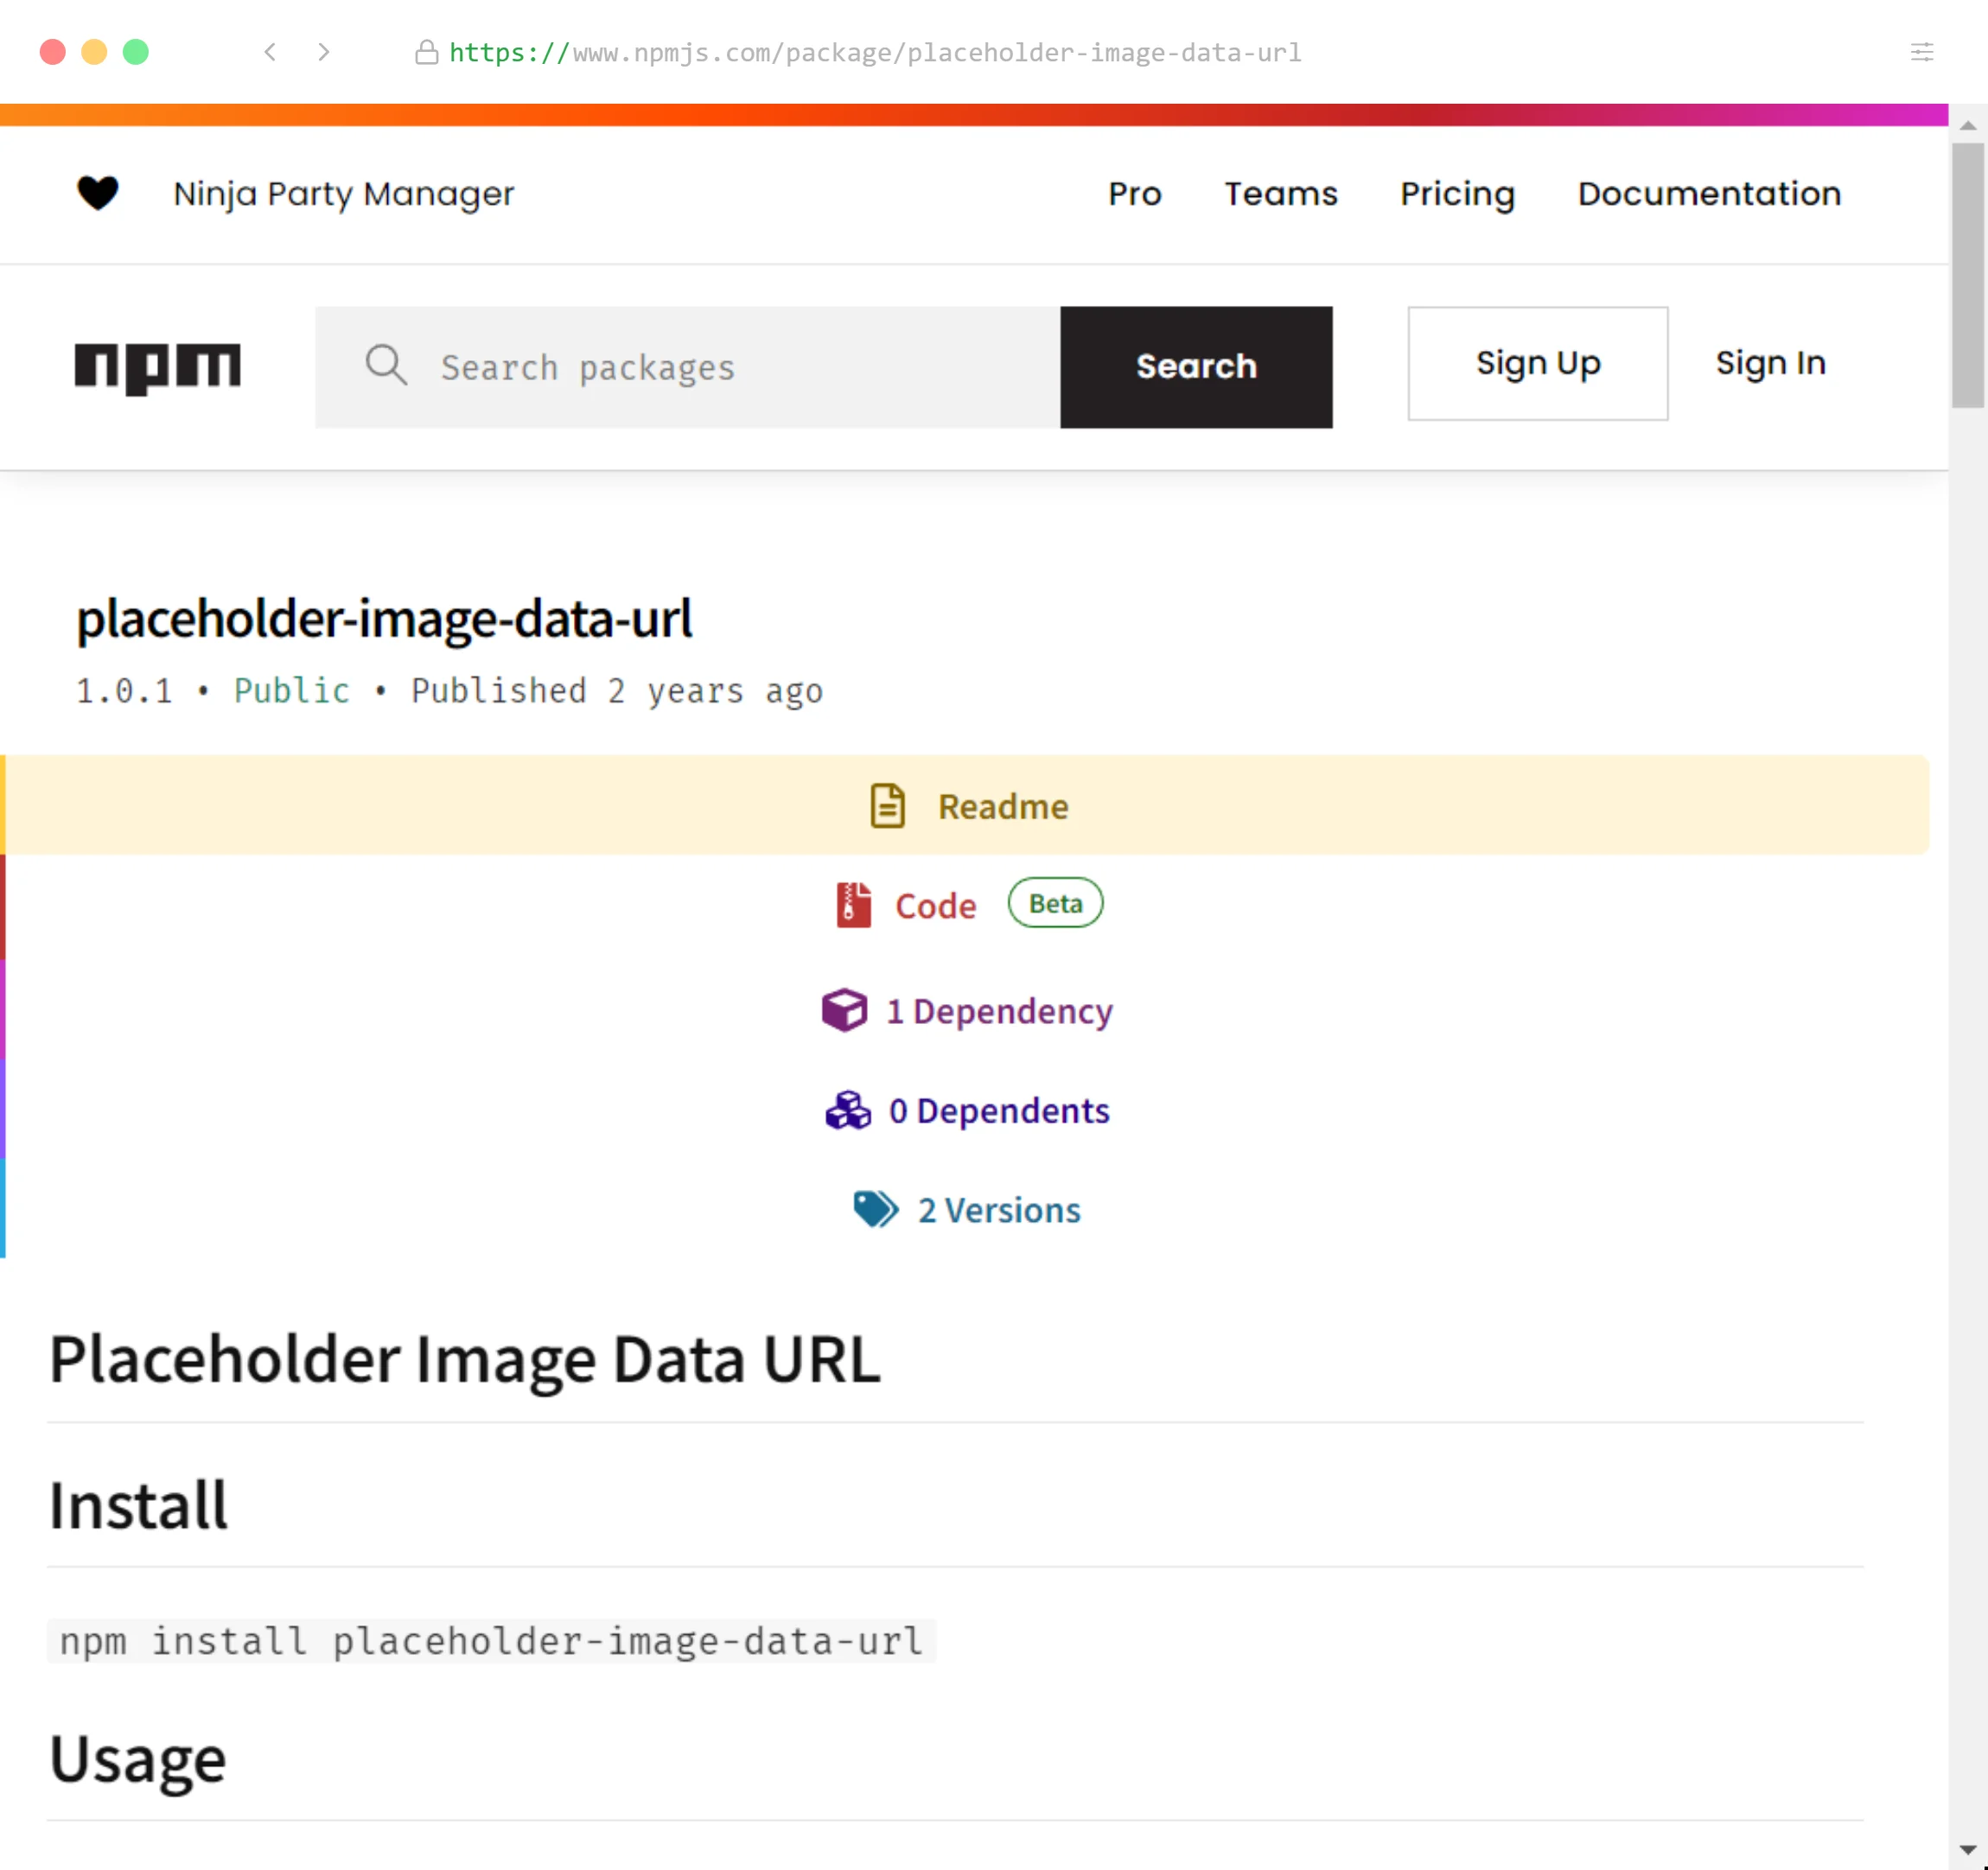 https://www.npmjs.com/package/placeholder-image-data-url
Ninja Party Manager
Pro Teams Pricing Documentation
npm
Search packages
Search
Sign Up
Sign In
placeholder-image-data-url
1.0.1 • Public • Published 2 years ago
Readme
Code Beta
1 Dependency
0 Dependents
2 Versions
Placeholder Image Data URL
Install
npm install placeholder-image-data-url
Usage